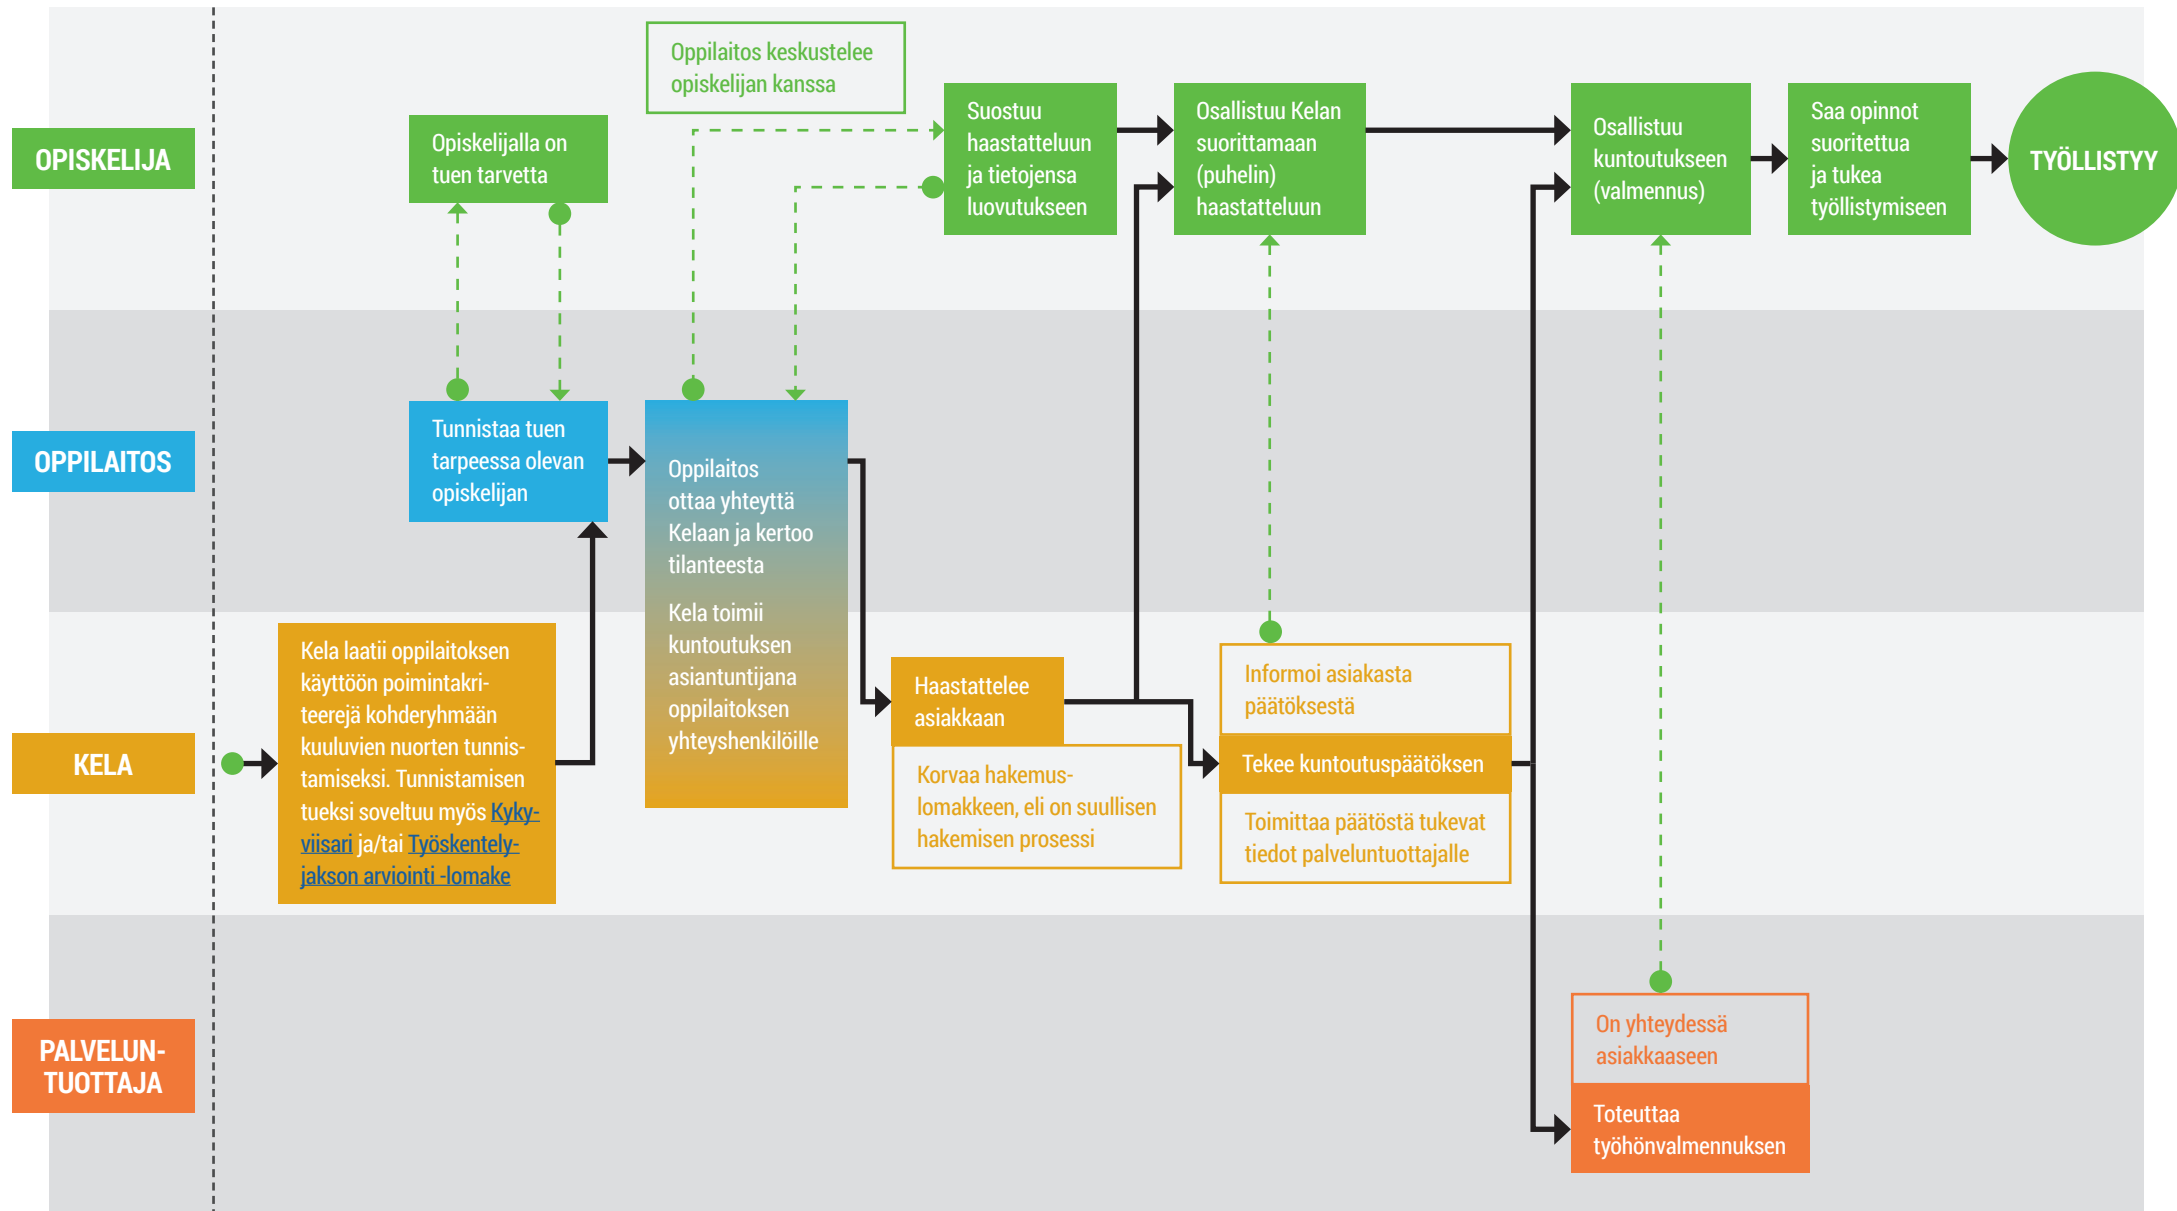 OPISKELIJA
Opiskelijalla on
tuen tarvetta
Oppilaitos keskustelee
opiskelijan kanssa
Suostuu
haastatteluun
ja tietojensa
luovutukseen
Osallistuu Kelan
suorittamaan
(puhelin)
haastatteluun
Osallistuu
kuntoutukseen
(valmennus)
Saa opinnot
suoritettua
ja tukea
työllistymiseen
TYÖLLISTYY
OPPILAITOS
Tunnistaa tuen
tarpeessa olevan
opiskelijan
Oppilaitos
ottaa yhteyttä
Kelaan ja kertoo
tilanteesta
Kela toimii
kuntoutuksen
asiantuntijana
oppilaitoksen
yhteyshenkilöille
KELA
Kela laatii oppilaitoksen
käyttöön poimintakri-
teerejä kohderyhmään
kuuluvien nuorten tunnis-
tamiseksi. Tunnistamisen
tueksi soveltuu myös Kyky-
viisari ja/tai Työskentely-
jakson arviointi -lomake
Haastattelee
asiakkaan
Korvaa hakemus-
lomakkeen, eli on suullisen
hakemisen prosessi
Informoi asiakasta
päätöksestä
Tekee kuntoutuspäätöksen
Toimittaa päätöstä tukevat
tiedot palveluntuottajalle
PALVELUN-
TUOTTAJA
On yhteydessä
asiakkaaseen
Toteuttaa
työhönvalmennuksen